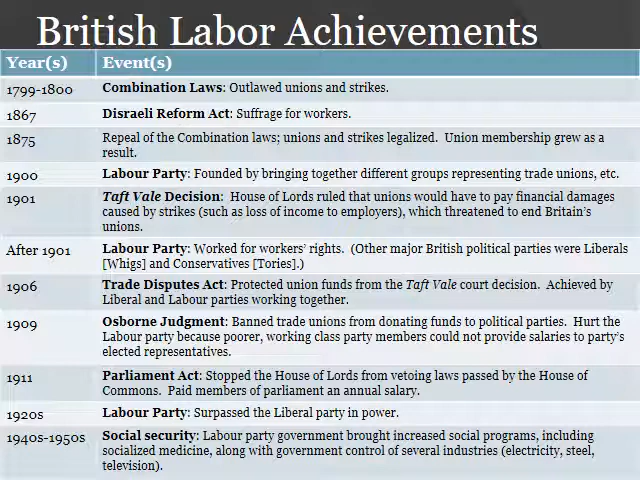 British Labor Achievements
Year(s) Event(s)
1799-1800 Combination Laws: Outlawed unions and strikes.
1867 Disraeli Reform Act: Suffrage for workers.
1875 Repeal of the Combination laws; unions and strikes legalized. Union membership grew as a
result.
1900 Labour Party: Founded by bringing together different groups representing trade unions, etc.
1901 Taft Vale Decision: House of Lords ruled that unions would have to pay financial damages
caused by strikes (such as loss of income to employers), which threatened to end Britain's
unions.
After 1901 Labour Party: Worked for workers' rights. (Other major British political parties were Liberals
[Whigs] and Conservatives [Tories].)
1906 Trade Disputes Act: Protected union funds from the Taft Vale court decision. Achieved by
Liberal and Labour parties working together.
1909 Osborne Judgment: Banned trade unions from donating funds to political parties. Hurt the
Labour party because poorer, working class party members could not provide salaries to party's
elected representatives.
1911 Parliament Act: Stopped the House of Lords from vetoing laws passed by the House of
Commons. Paid members of parliament an annual salary.
1920s Labour Party: Surpassed the Liberal party in power.
1940s-1950s Social security: Labour party government brought increased social programs, including
socialized medicine, along with government control of several industries (electricity, steel,
television).